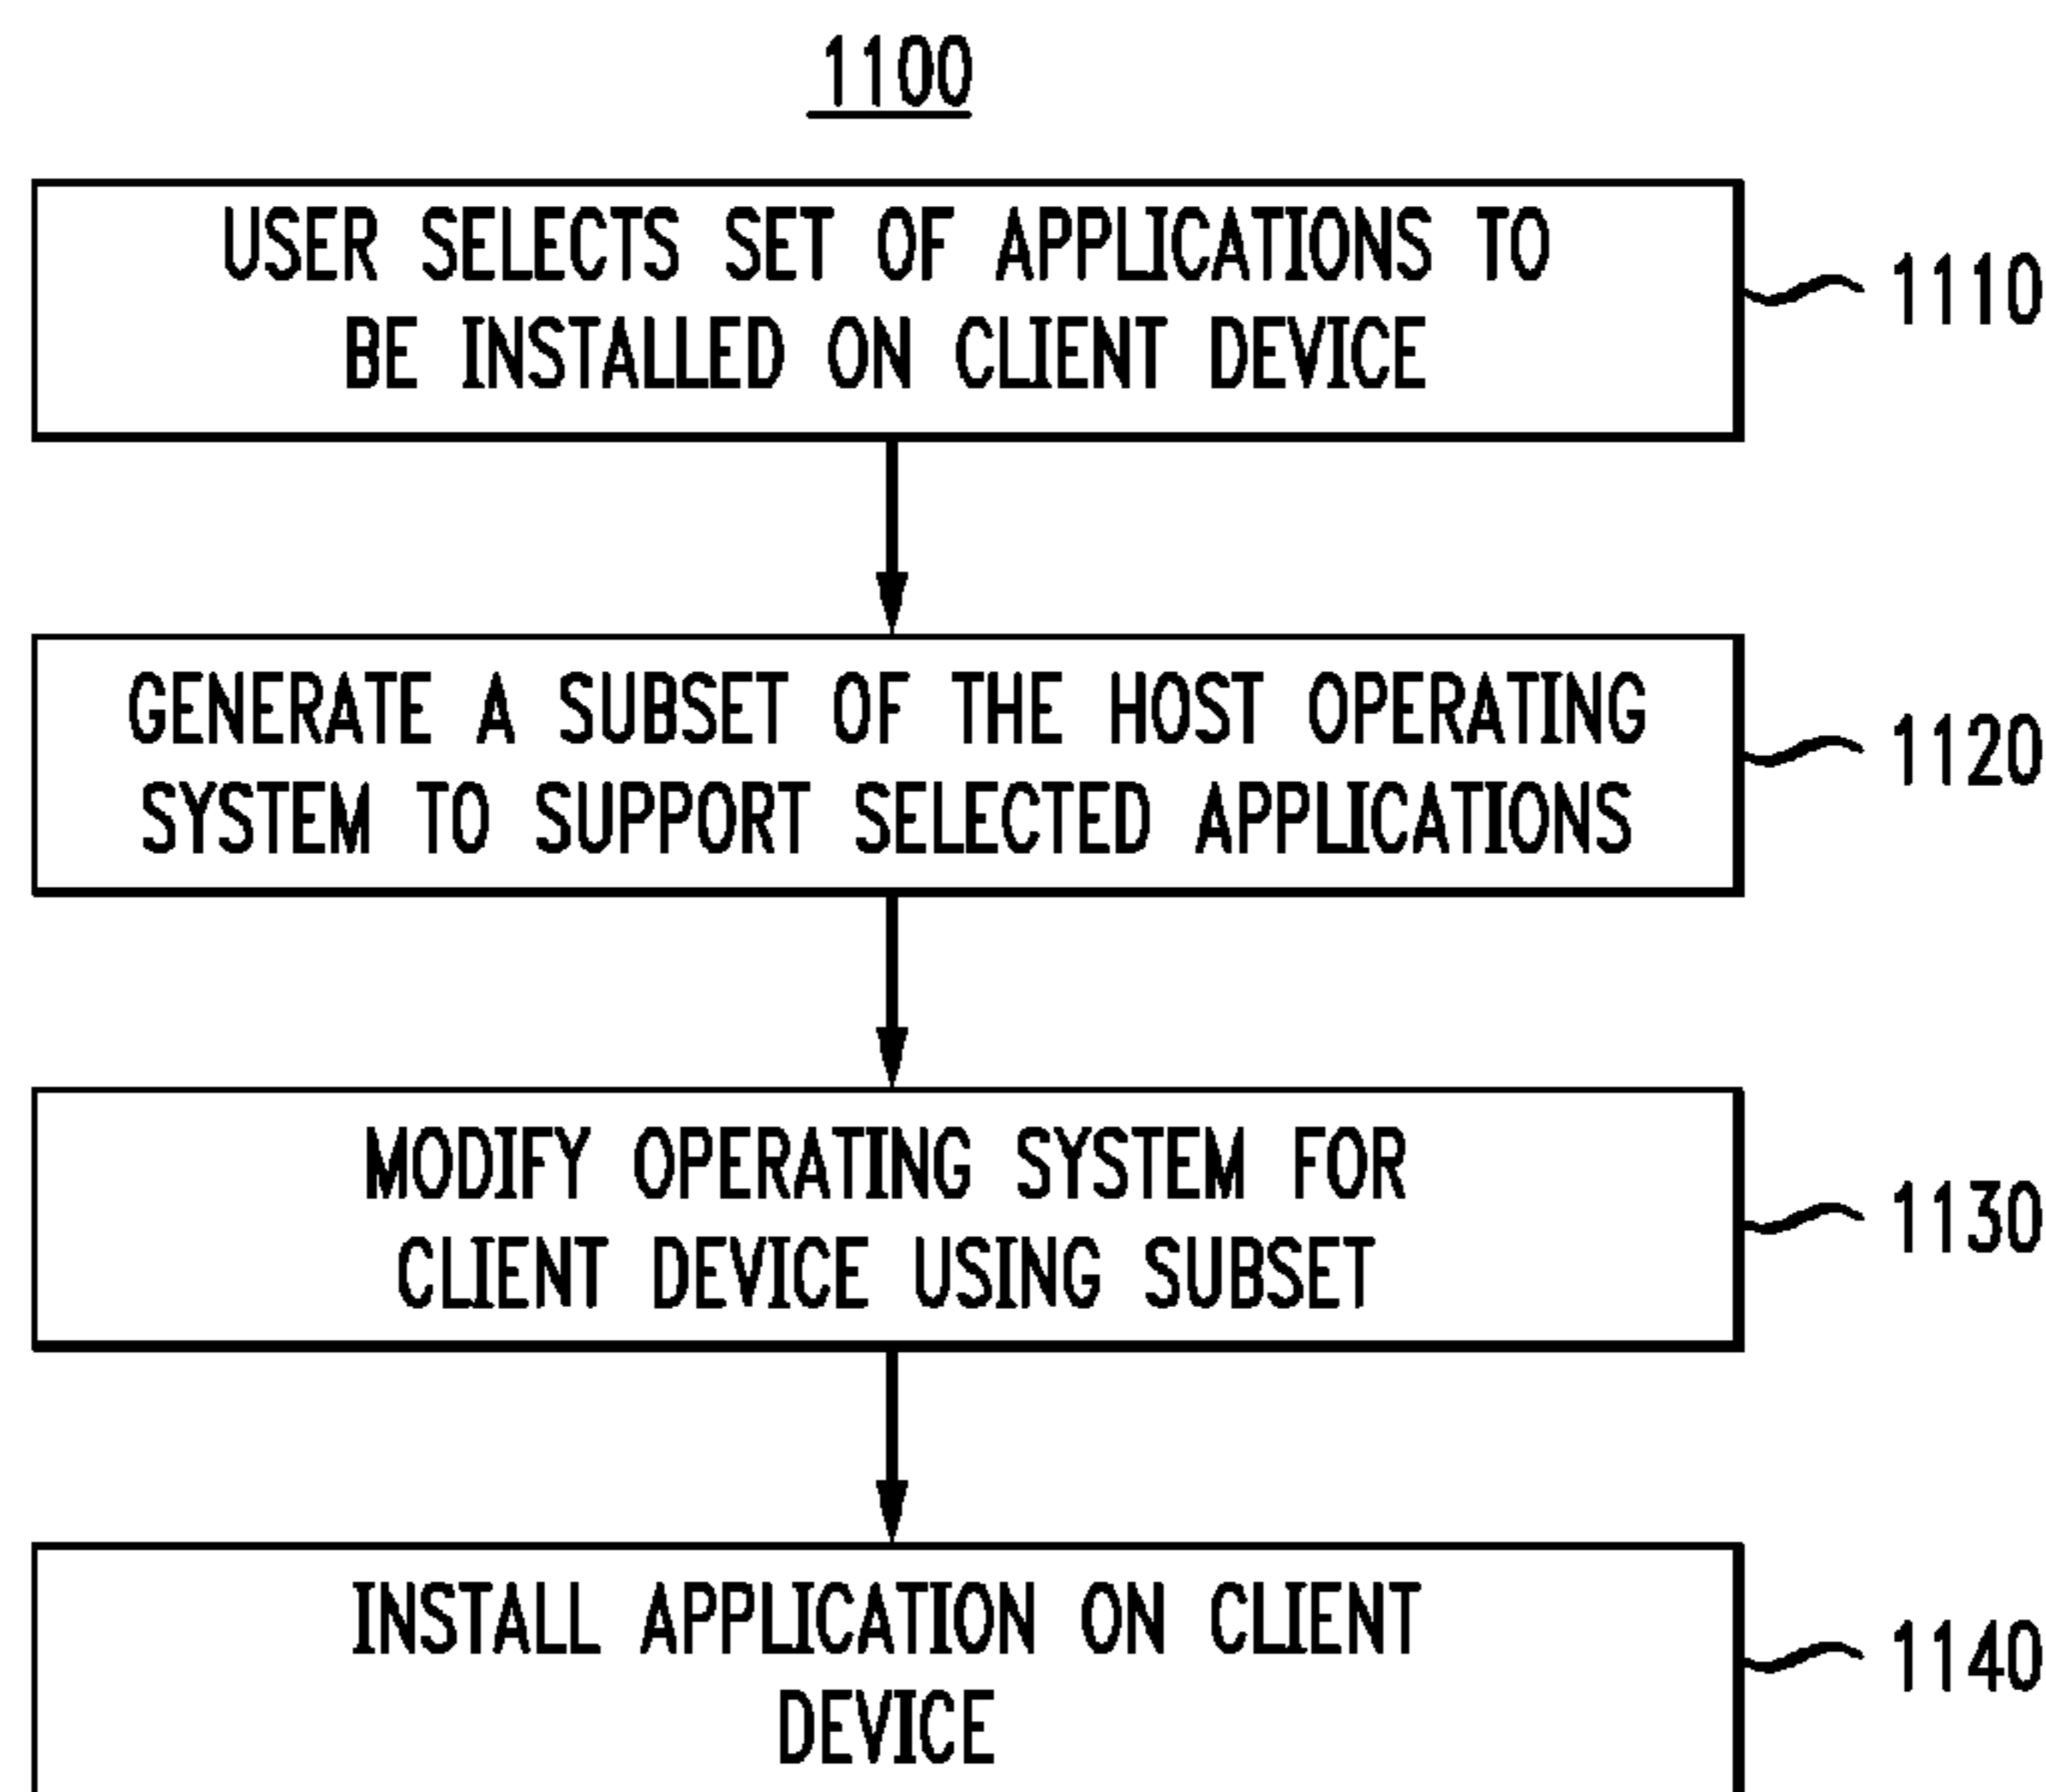 1100
USER SELECTS SET OF APPLICATIONS TO
BE INSTALLED ON CLIENT DEVICE
1110
GENERATE A SUBSET OF THE HOST OPERATING
SYSTEM TO SUPPORT SELECTED APPLICATIONS
1120
MODIFY OPERATING SYSTEM FOR
CLIENT DEVICE USING SUBSET
1130
INSTALL APPLICATION ON CLIENT
DEVICE
1140